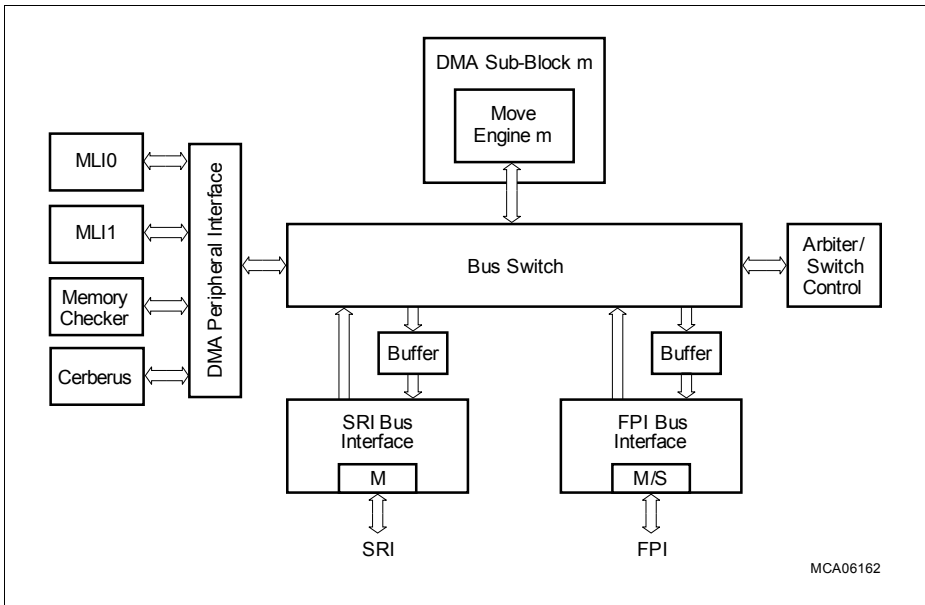 DMA Sub-Block m
Move
Engine m
MLI0
MLI1
Memory
Checker
Cerberus
DMA Peripheral Interface
Bus Switch
Arbiter/
Switch
Control
Buffer
Buffer
SRI Bus
Interface
M
SRI
FPI Bus
Interface
M/S
FPI
MCA06162